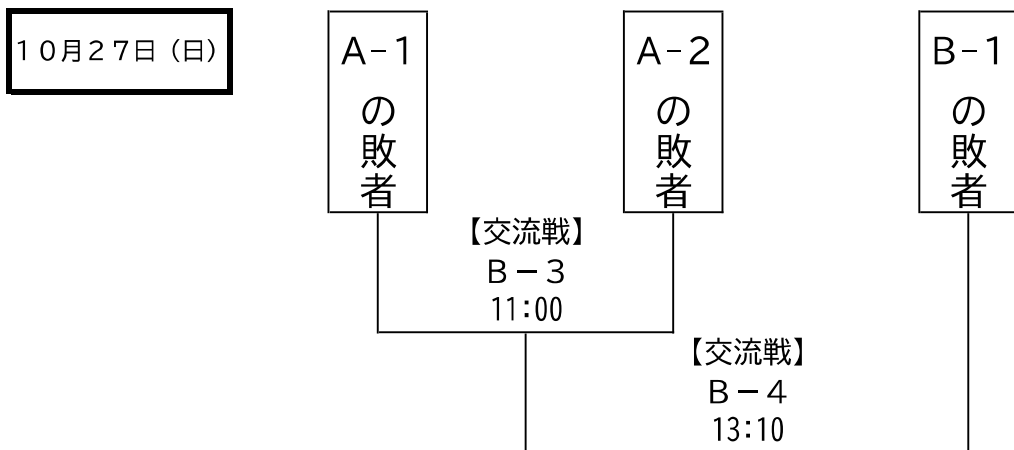 １０月２７日（日）
A－1
の敗者
A－2
の敗者
B－1
の敗者
【交流戦】
B－3
11：00
【交流戦】
B－4
13：10